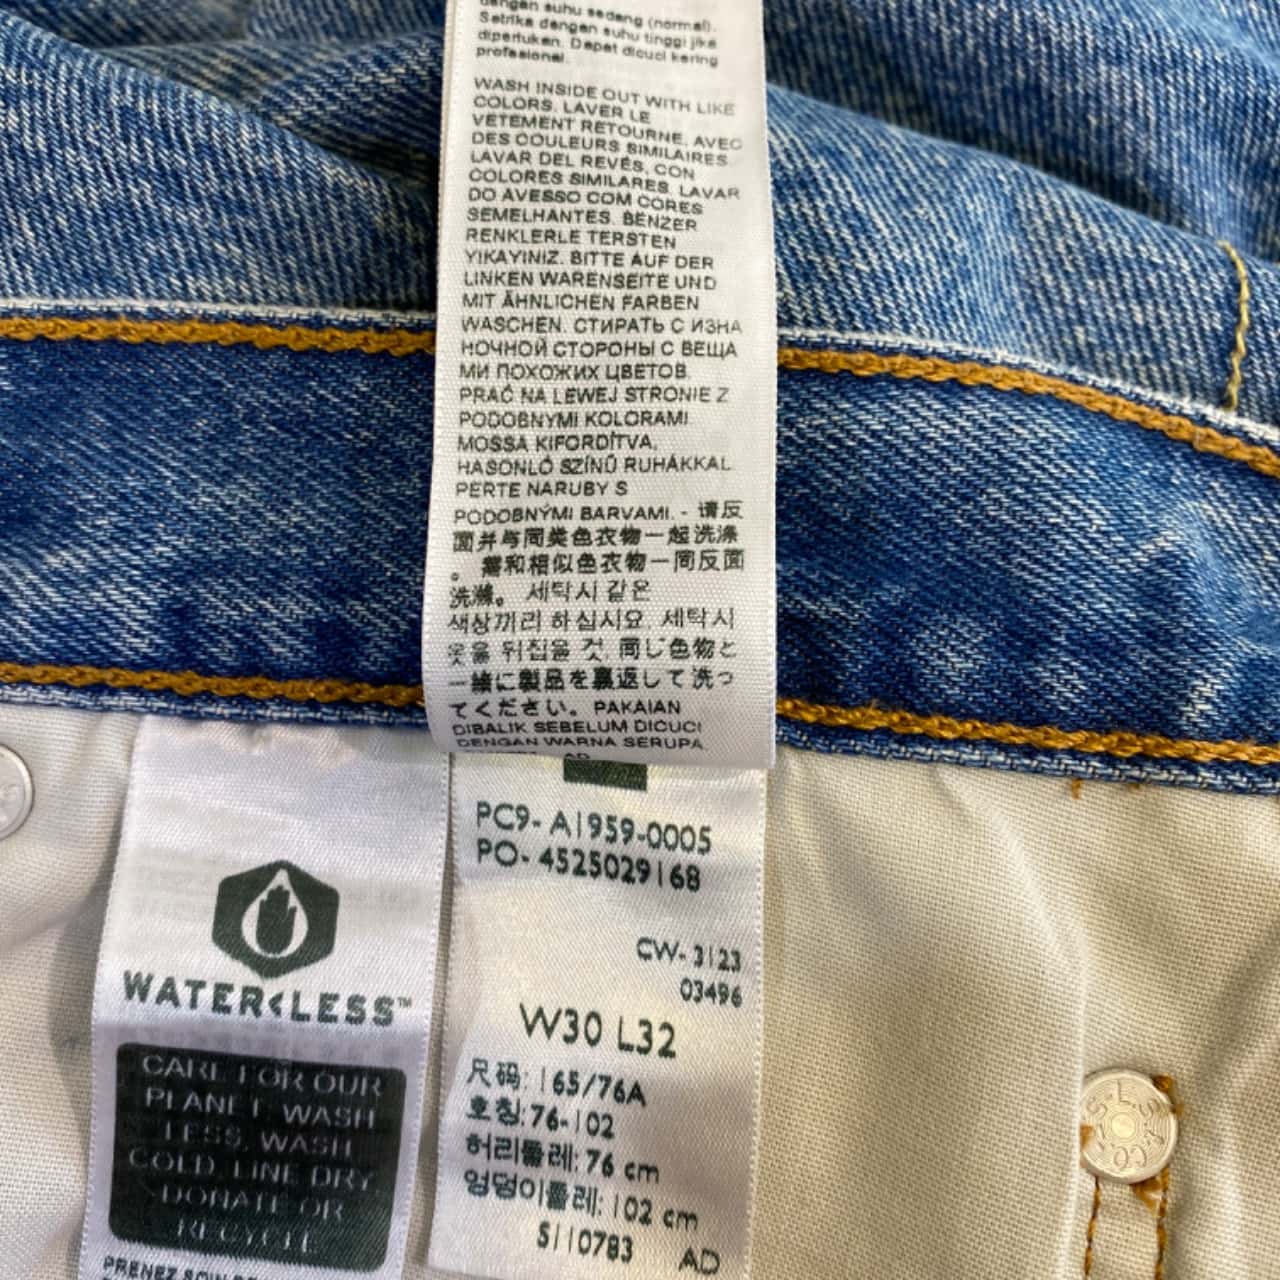 dengan suhu sedang (normal).
Setrika dengan suhu tinggi jika
diperlukan. Dapat dicuci kering
profesional.
WASH INSIDE OUT WITH LIKE
COLORS. LAVER LE
VETEMENT RETOURNE, AVEC
DES COULEURS SIMILAIRES.
LAVAR DEL REVÉS, CON
COLORES SIMILARES. LAVAR
DO AVESSO COM CORES
SEMELHANTES. BENZER
RENKLERLE TERSTEN
YIKAYINIZ. BITTE AUF DER
LINKEN WARENSEITE UND
MIT ÄHNLICHEN FARBEN
WASCHEN. СТИРАТЬ С ИЗНА
НОЧНОЙ СТОРОНЫ С ВЕЩА
МИ ПОХОЖИХ ЦВЕТОВ.
PRAĆ NA LEWEJ STRONIE Z
PODOBNYMI KOLORAMI
MOSSA KIFORDÍTVA,
HASONLÓ SZÍNŰ RUHÁKKAL
PERTE NARUBY S
PODOBNÝMI BARVAMI. - 请反
面并与同类色衣物一起洗涤
。 需和相似色衣物一同反面
洗滌。 세탁시 같은
색상끼리 하십시요. 세탁시
옷을 뒤집을 것. 同じ色物と
一緒に製品を裏返して洗っ
てください。 PAKAIAN
DIBALIK SEBELUM DICUCI
DENGAN WARNA SERUPA.
AD
PC9- A1959-0005
PO- 4525029168
CW- 3123
03496
W30 L32
尺码: 165/76A
호칭: 76-102
허리둘레: 76 cm
엉덩이둘레: 102 cm
S110783 AD
WATER<LESS™
CARE FOR OUR
PLANET. WASH
LESS, WASH
COLD, LINE DRY,
DONATE OR
RECYCLE.
PRENEZ SOIN DE